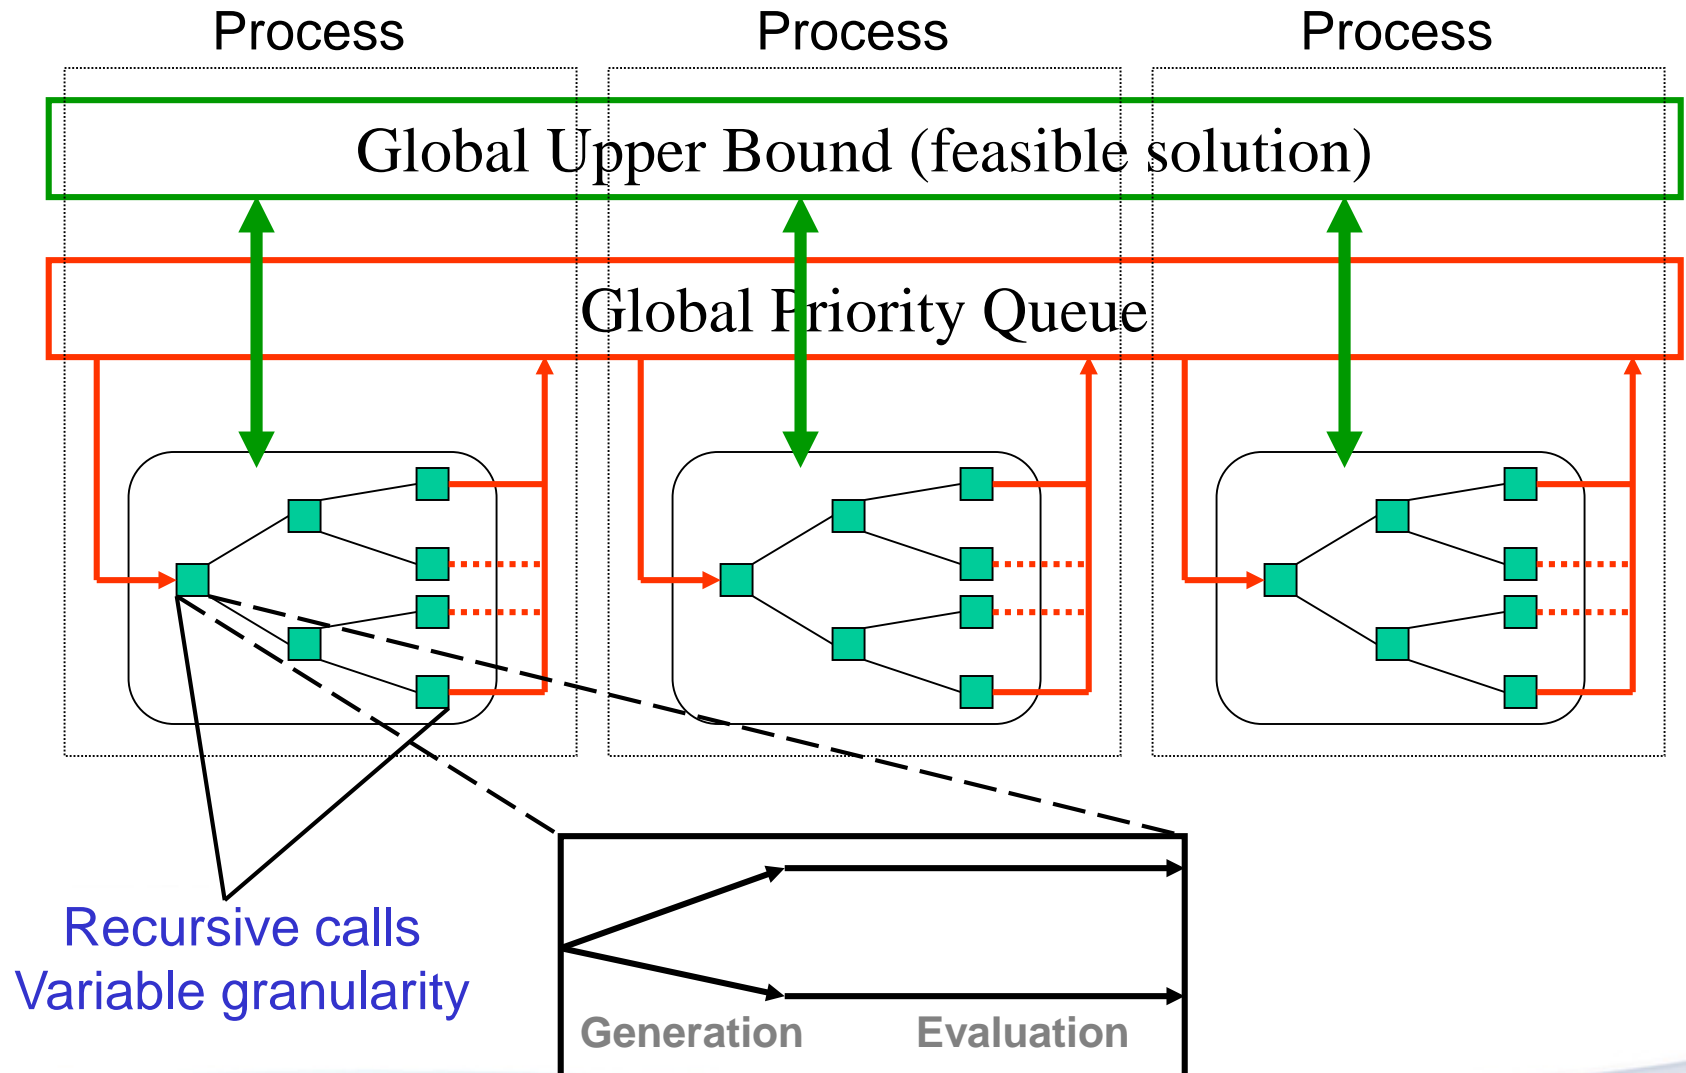 Process Process Process
Global Upper Bound (feasible solution)
Global Priority Queue
Recursive calls
Variable granularity
Generation Evaluation